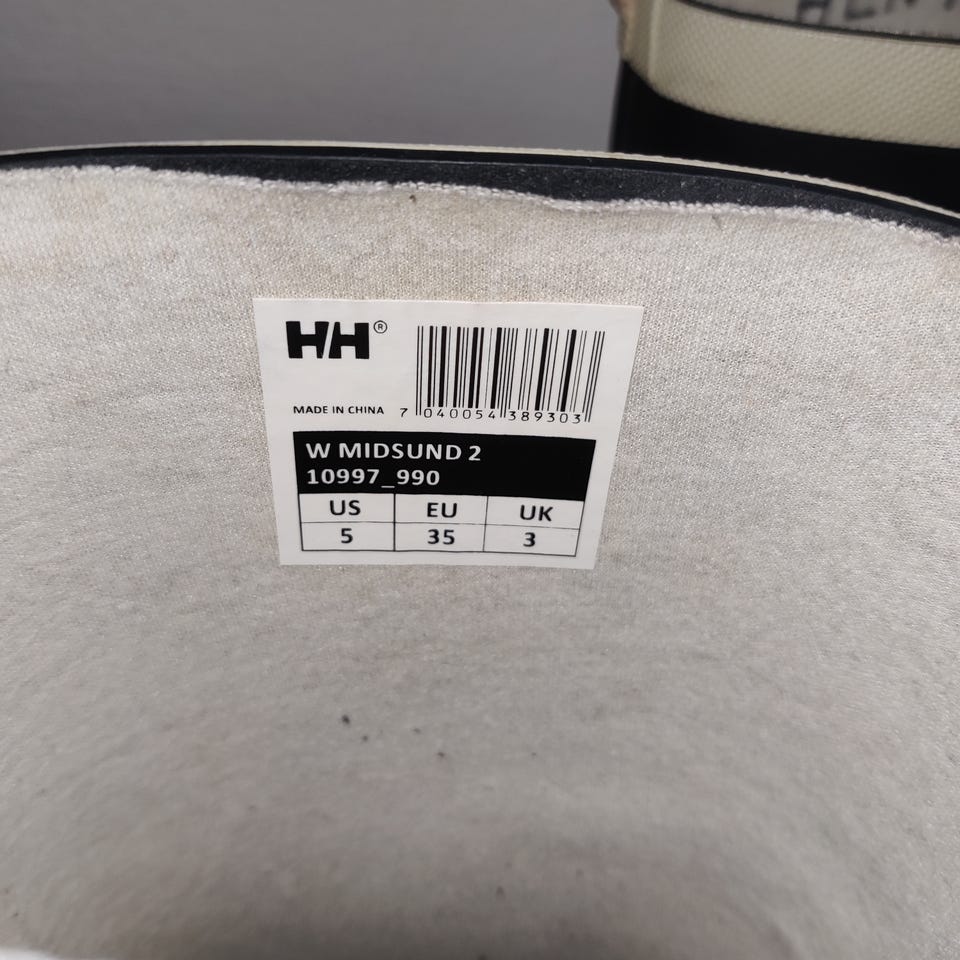 HH®
MADE IN CHINA
7 040054 389303
W MIDSUND 2
10997_990
US EU UK
5 35 3